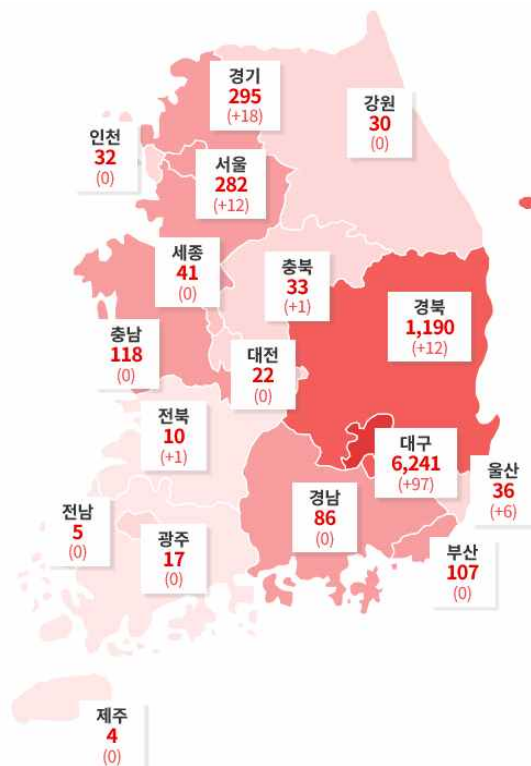 경기
295
(+18)
강원
30
(0)
인천
32
(0)
서울
282
(+12)
세종
41
(0)
충북
33
(+1)
경북
1,190
(+12)
충남
118
(0)
대전
22
(0)
전북
10
(+1)
대구
6,241
(+97)
울산
36
(+6)
경남
86
(0)
전남
5
(0)
광주
17
(0)
부산
107
(0)
제주
4
(0)